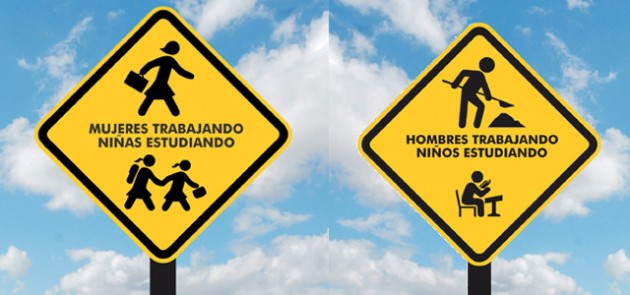 MUJERES TRABAJANDO
NIÑAS ESTUDIANDO
HOMBRES TRABAJANDO
NIÑOS ESTUDIANDO